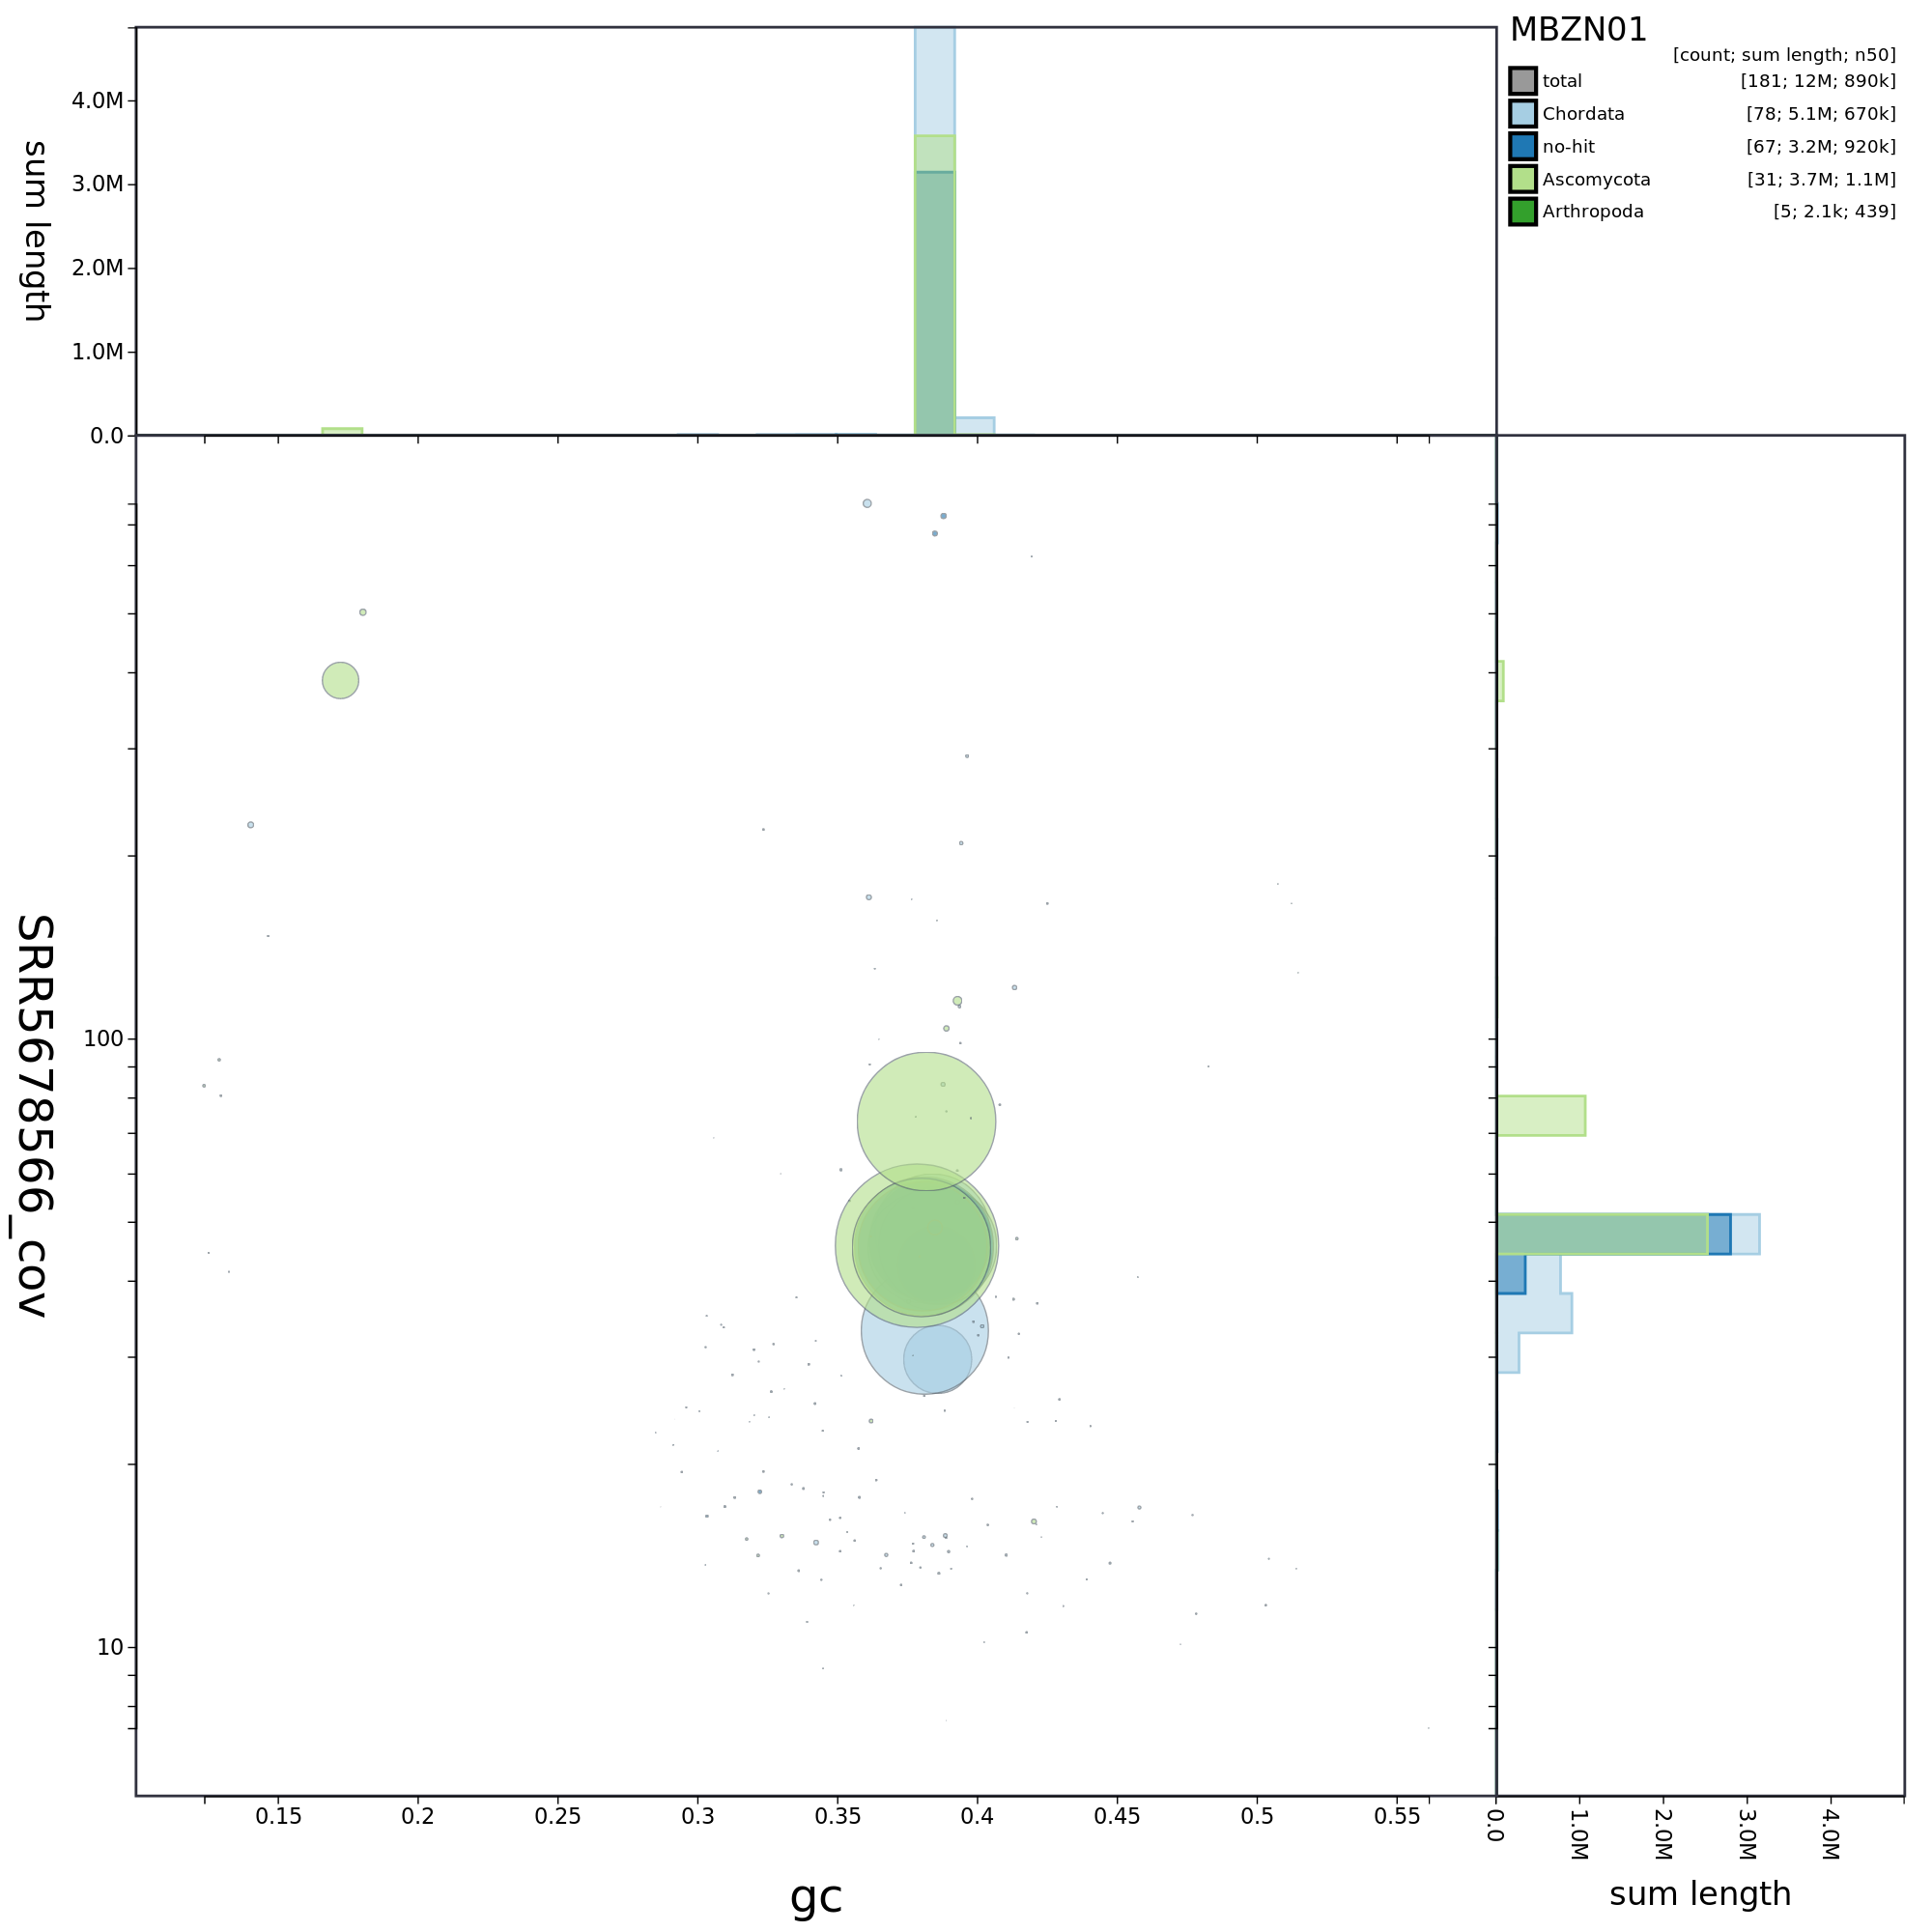 MBZN01
[count; sum length; n50]
total [181; 12M; 890k]
Chordata [78; 5.1M; 670k]
no-hit [67; 3.2M; 920k]
Ascomycota [31; 3.7M; 1.1M]
Arthropoda [5; 2.1k; 439]
sum length
4.0M
3.0M
2.0M
1.0M
0.0
SRR5678566_cov
100
10
0.15 0.2 0.25 0.3 0.35 0.4 0.45 0.5 0.55
gc
0.0 1.0M 2.0M 3.0M 4.0M
sum length